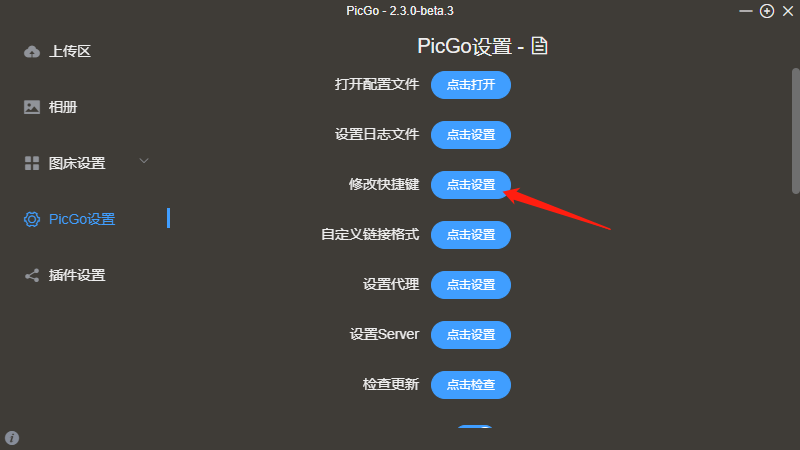 PicGo - 2.3.0-beta.3
上传区
相册
图床设置
PicGo设置
插件设置
PicGo设置 -
打开配置文件 点击打开
设置日志文件 点击设置
修改快捷键 点击设置
自定义链接格式 点击设置
设置代理 点击设置
设置Server 点击设置
检查更新 点击检查